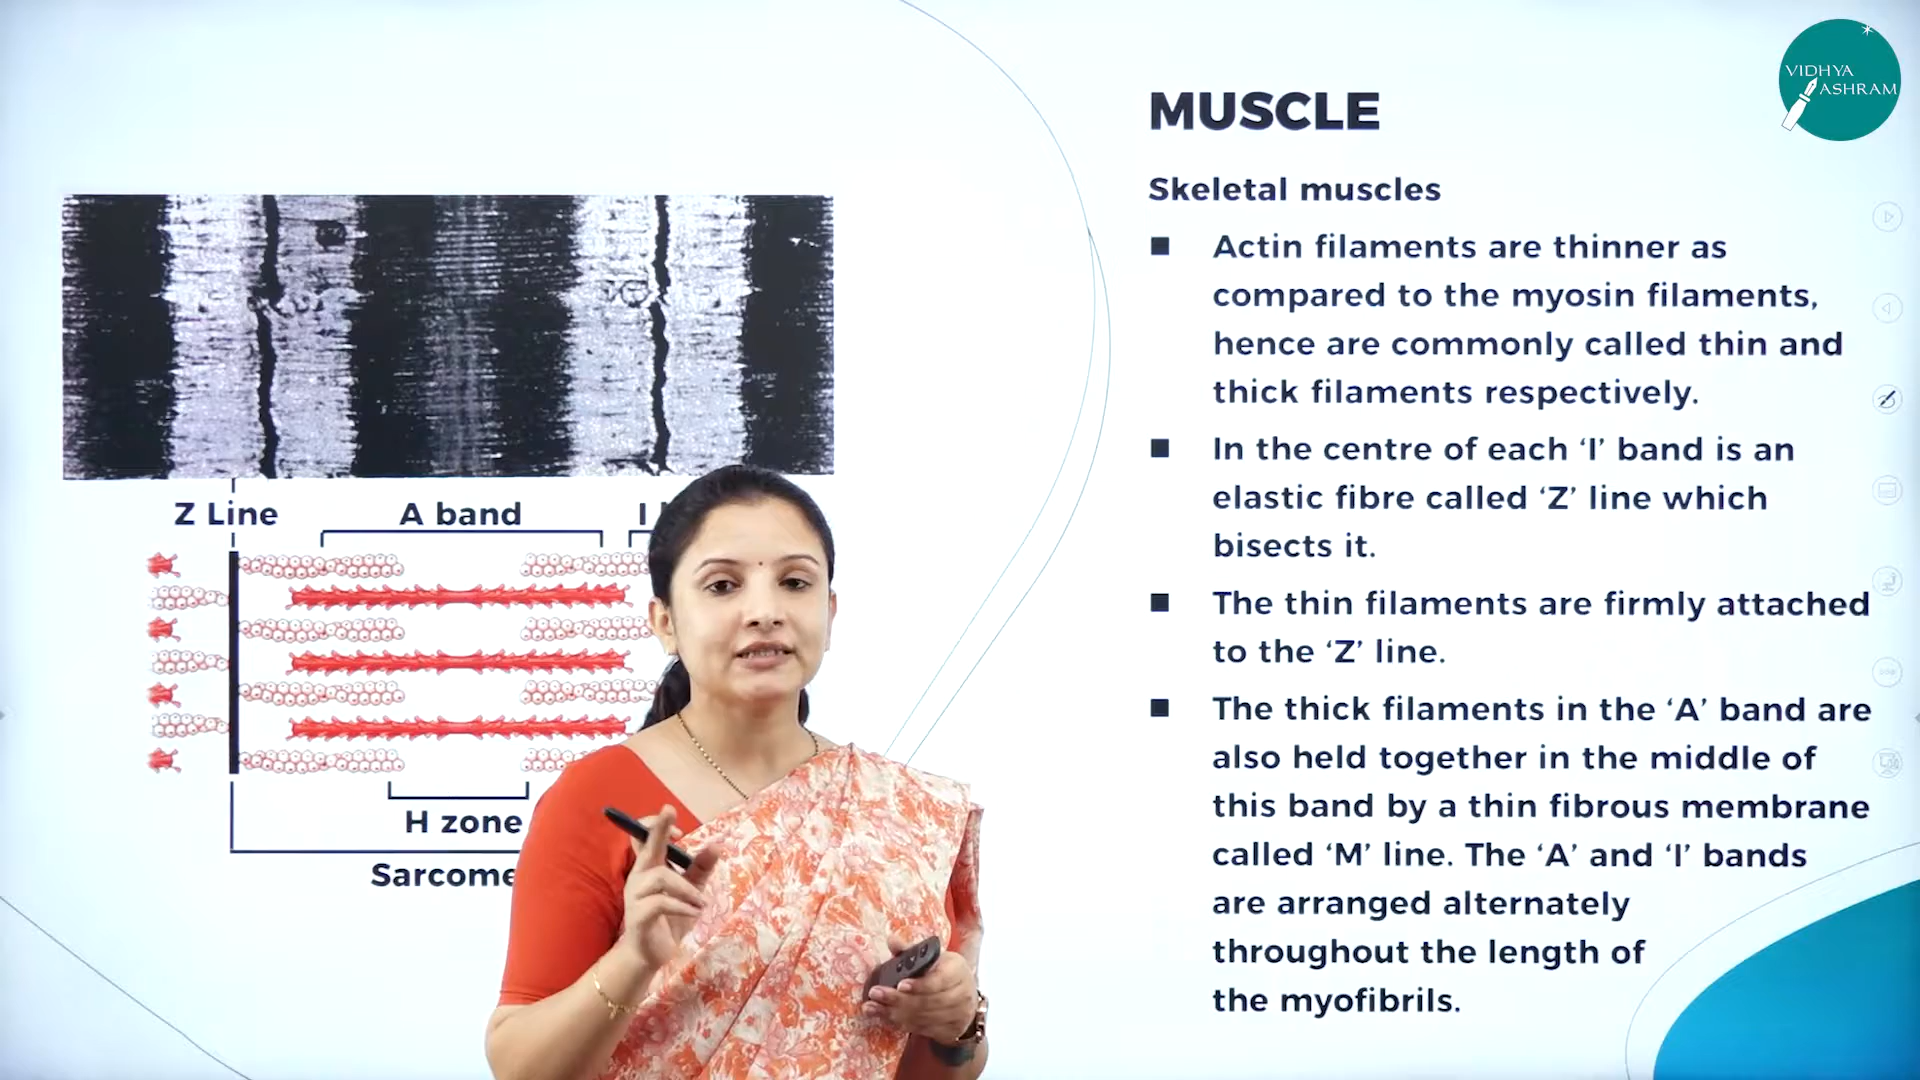 VIDHYA
ASHRAM
MUSCLE
Skeletal muscles
Actin filaments are thinner as
compared to the myosin filaments,
hence are commonly called thin and
thick filaments respectively.
In the centre of each ‘I’ band is an
elastic fibre called ‘Z’ line which
bisects it.
The thin filaments are firmly attached
to the ‘Z’ line.
The thick filaments in the ‘A’ band are
also held together in the middle of
this band by a thin fibrous membrane
called ‘M’ line. The ‘A’ and ‘I’ bands
are arranged alternately
throughout the length of
the myofibrils.
Z Line
A band
I
H zone
Sarcome